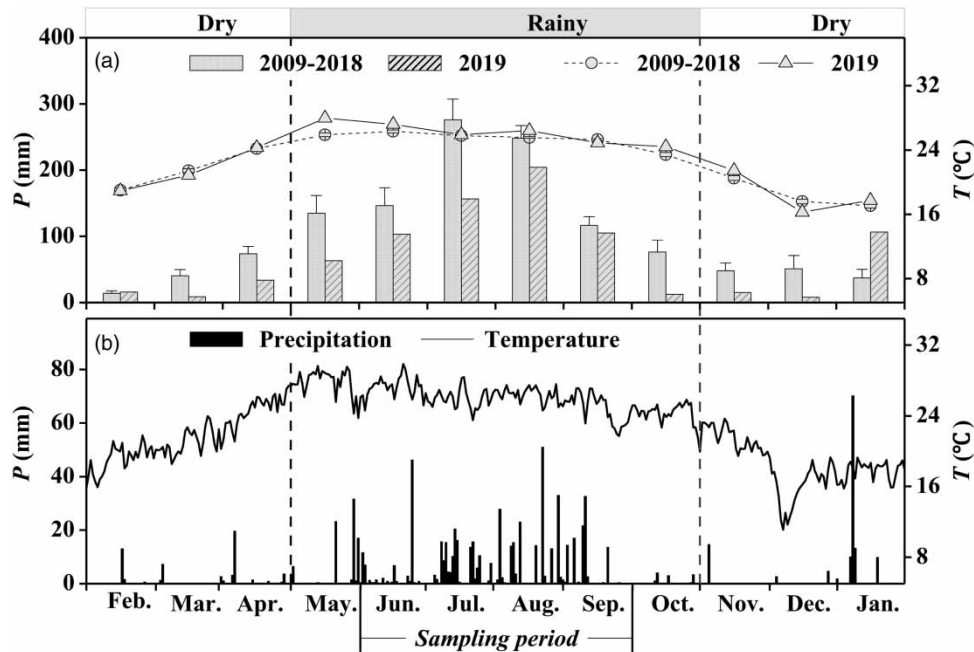 Dry Rainy Dry
400 (a) 2009-2018 2019 2009-2018 2019
32
300
24
200
16
100
8
0
P (mm)
T (℃)
(b) Precipitation Temperature
32
80
60
24
40
16
20
8
0
P (mm)
T (℃)
Feb. Mar. Apr. May. Jun. Jul. Aug. Sep. Oct. Nov. Dec. Jan.
Sampling period